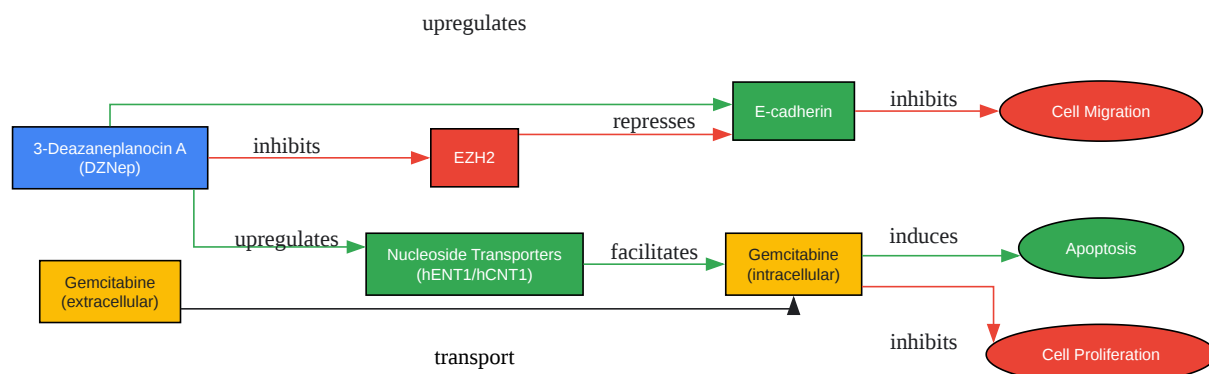 upregulates
E-cadherin
inhibits
Cell Migration
represses
3-Deazaneplanocin A
(DZNep)
inhibits
EZH2
upregulates
Nucleoside Transporters
(hENT1/hCNT1)
facilitates
Gemcitabine
(intracellular)
induces
Apoptosis
Gemcitabine
(extracellular)
transport
inhibits
Cell Proliferation